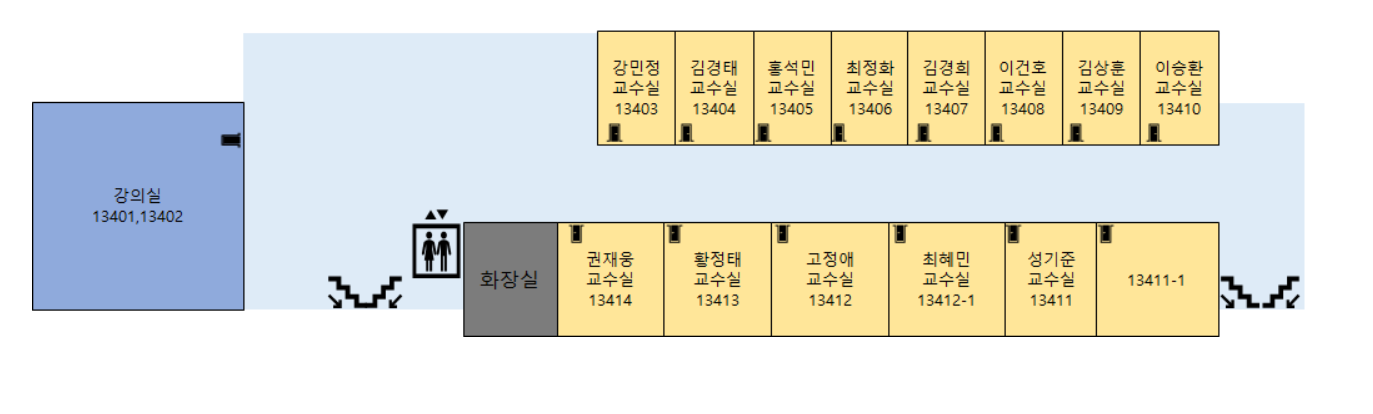 강민정
교수실
13403
김경태
교수실
13404
홍석민
교수실
13405
최정화
교수실
13406
김경희
교수실
13407
이건호
교수실
13408
김상훈
교수실
13409
이승환
교수실
13410
강의실
13401,13402
화장실
권재웅
교수실
13414
황정태
교수실
13413
고정애
교수실
13412
최혜민
교수실
13412-1
성기준
교수실
13411
13411-1